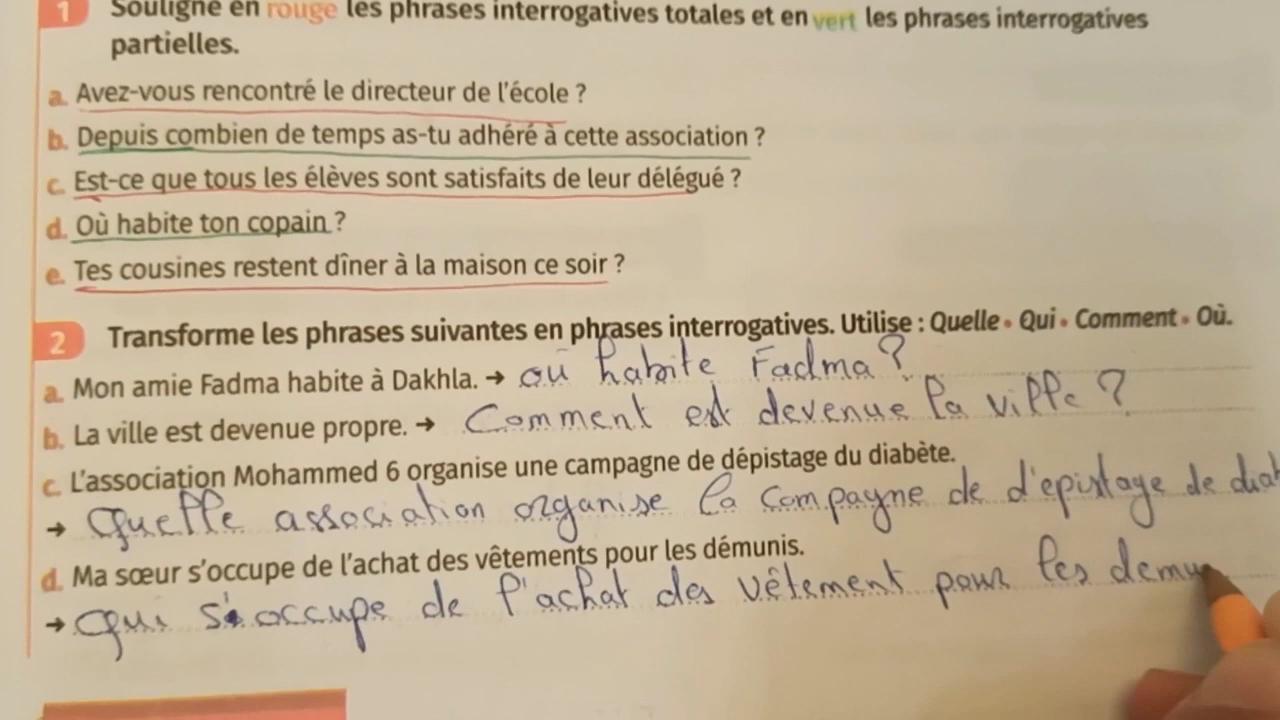 1 Souligne en rouge les phrases interrogatives totales et en vert les phrases interrogatives
partielles.
a. Avez-vous rencontré le directeur de l'école ?
b. Depuis combien de temps as-tu adhéré à cette association ?
c. Est-ce que tous les élèves sont satisfaits de leur délégué ?
d. Où habite ton copain ?
e. Tes cousines restent dîner à la maison ce soir ?
2 Transforme les phrases suivantes en phrases interrogatives. Utilise : Quelle • Qui • Comment • Où.
a. Mon amie Fadma habite à Dakhla. → où habite Fadma ?
b. La ville est devenue propre. → Comment est devenue la ville ?
c. L'association Mohammed 6 organise une campagne de dépistage du diabète.
→ Quelle association organise la compagne de d'epistage de
d. Ma sœur s'occupe de l'achat des vêtements pour les démunis.
→ Qui s'occupe de l'achat des vêtement pour les demu